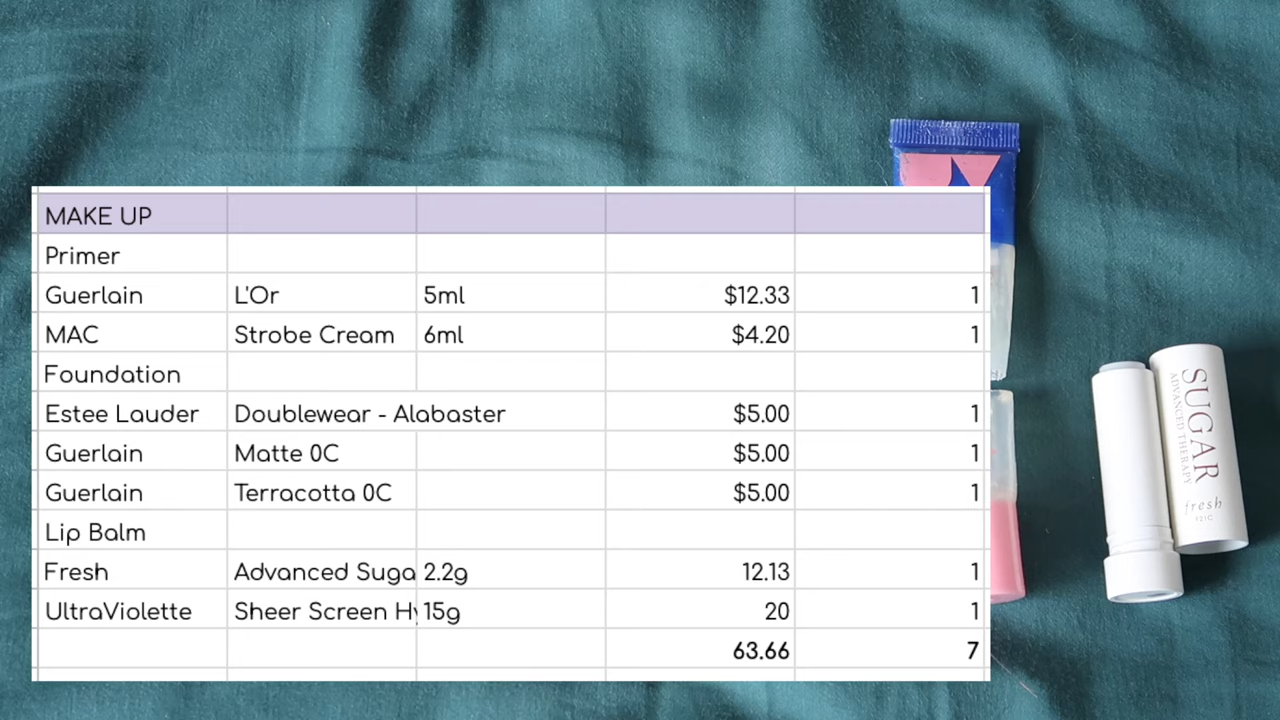 MAKE UP
Primer
Guerlain L'Or 5ml $12.33 1
MAC Strobe Cream 6ml $4.20 1
Foundation
Estee Lauder Doublewear - Alabaster $5.00 1
Guerlain Matte 0C $5.00 1
Guerlain Terracotta 0C $5.00 1
Lip Balm
Fresh Advanced Suga 2.2g 12.13 1
UltraViolette Sheer Screen Hy 15g 20 1
63.66 7
SUGAR
ADVANCED THERAPY
fresh